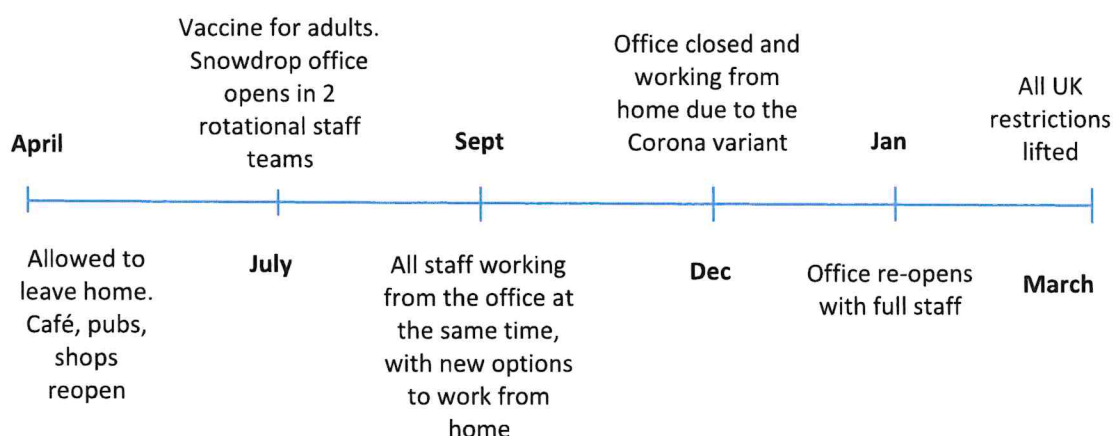 April
Allowed to
leave home.
Café, pubs,
shops
reopen
Vaccine for adults.
Snowdrop office
opens in 2
rotational staff
teams
July
Sept
All staff working
from the office at
the same time,
with new options
to work from
home
Office closed and
working from
home due to the
Corona variant
Dec
Jan
Office re-opens
with full staff
All UK
restrictions
lifted
March